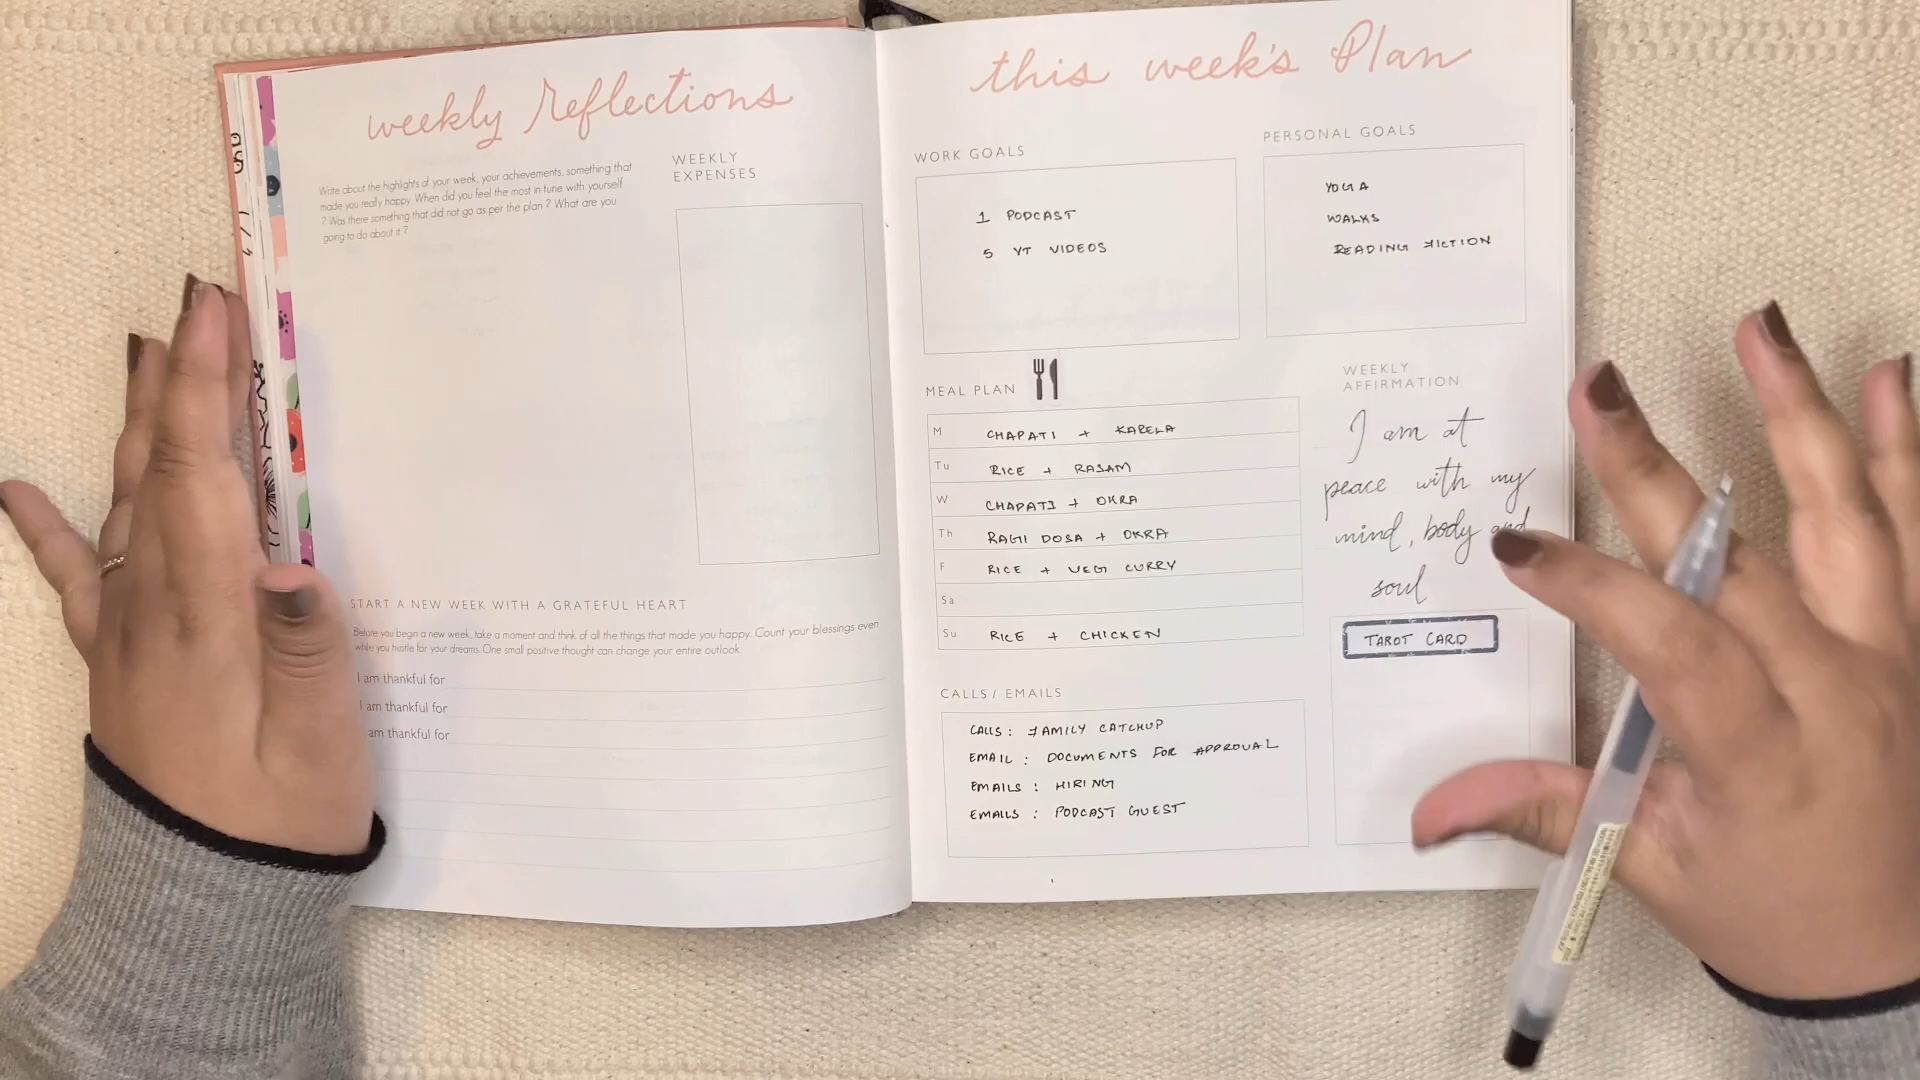 weekly reflections
Write about the highlights of your week, your achievements, something that
made you really happy. When did you feel the most in tune with yourself
? Was there something that did not go as per the plan ? What are you
going to do about it ?
WEEKLY
EXPENSES
START A NEW WEEK WITH A GRATEFUL HEART
Before you begin a new week, take a moment and think of all the things that made you happy. Count your blessings even
while you hustle for your dreams. One small positive thought can change your entire outlook.
I am thankful for
I am thankful for
am thankful for
this week's Plan
WORK GOALS
1 PODCAST
5 YT VIDEOS
PERSONAL GOALS
YOGA
WALKS
READING FICTION
MEAL PLAN
M CHAPATI + KARELA
Tu RICE + RASAM
W CHAPATI + OKRA
Th RAGI DOSA + OKRA
F RICE + VEG CURRY
Sa
Su RICE + CHICKEN
WEEKLY
AFFIRMATION
I am at
peace with my
mind, body and
soul
TAROT CARD
CALLS / EMAILS
CALLS : FAMILY CATCHUP
EMAIL : DOCUMENTS FOR APPROVAL
EMAILS : HIRING
EMAILS : PODCAST GUEST